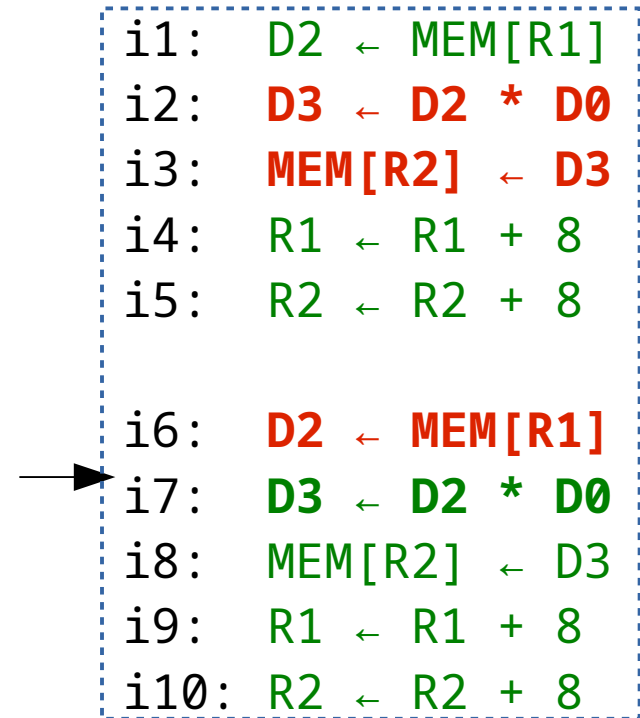 i1: D2 ← MEM[R1]
i2: D3 ← D2 * D0
i3: MEM[R2] ← D3
i4: R1 ← R1 + 8
i5: R2 ← R2 + 8
i6: D2 ← MEM[R1]
i7: D3 ← D2 * D0
i8: MEM[R2] ← D3
i9: R1 ← R1 + 8
i10: R2 ← R2 + 8